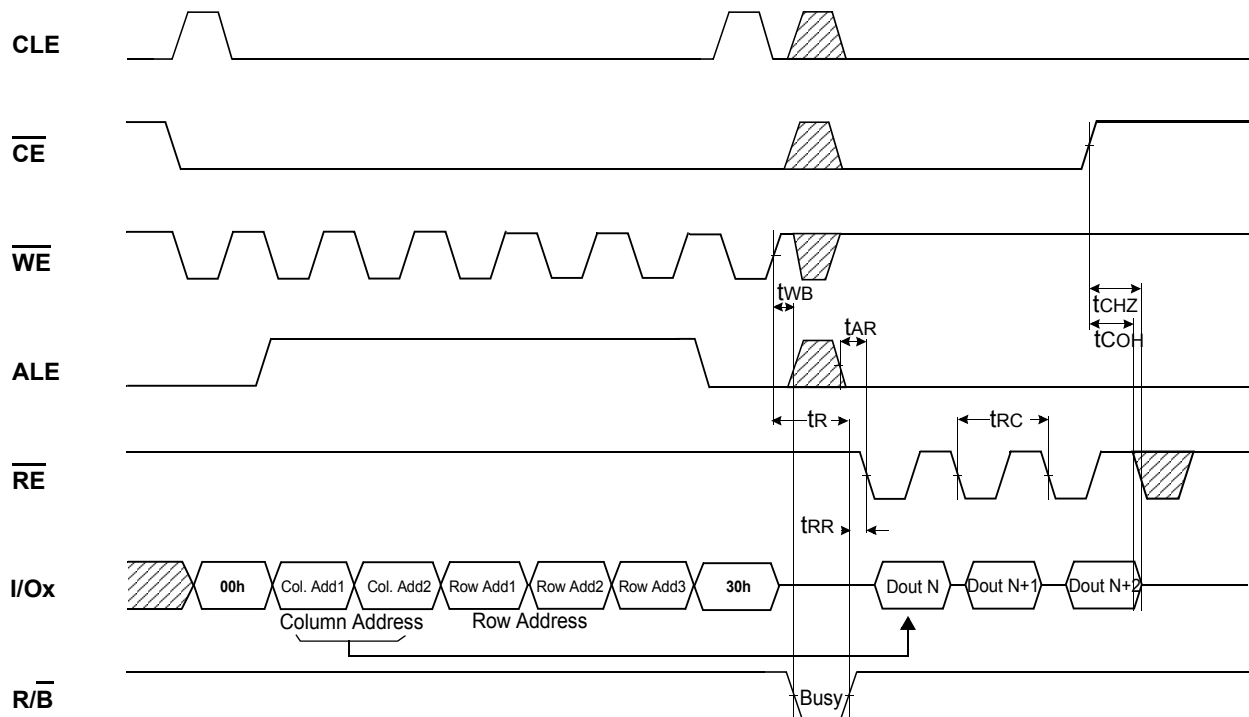 CLE
CE
WE
tWB
tCHZ
tAR
tCOH
ALE
tR
tRC
RE
tRR
I/Ox
00h
Col. Add1
Col. Add2
Row Add1
Row Add2
Row Add3
30h
Dout N
Dout N+1
Dout N+2
Column Address
Row Address
R/B
Busy